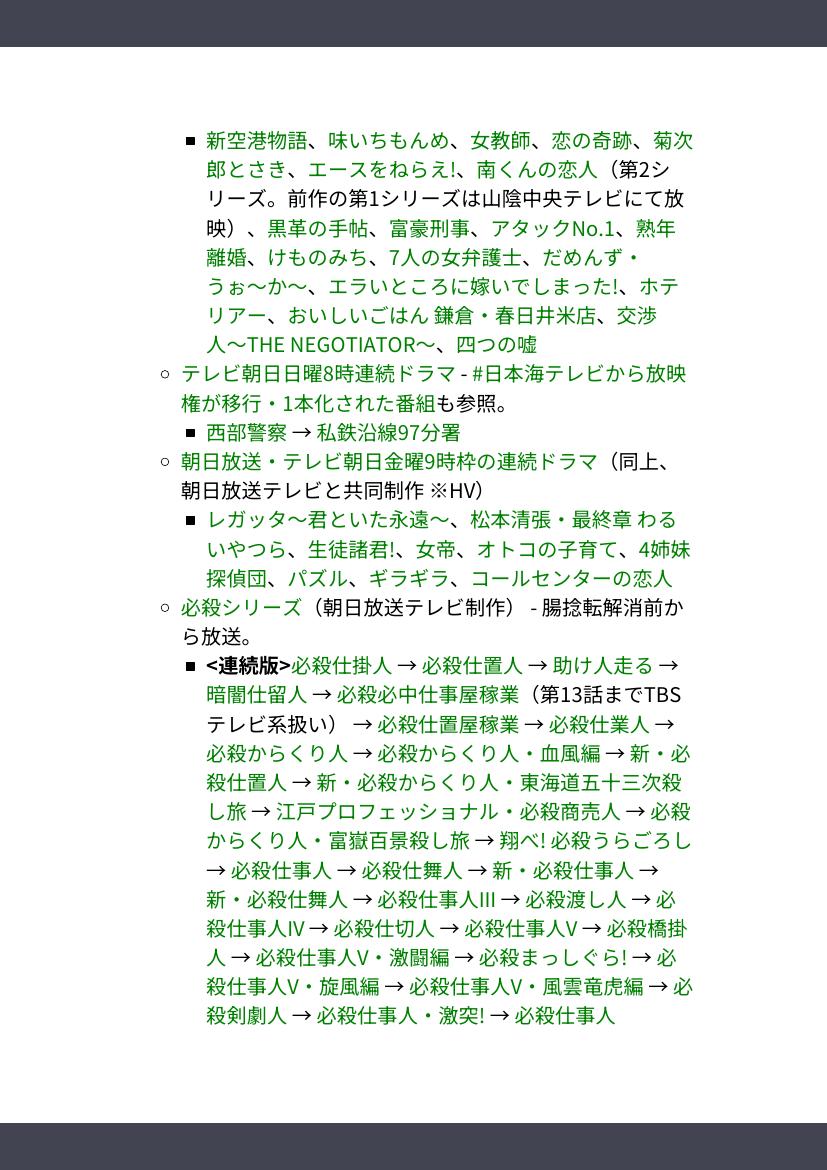 新空港物語、味いちもんめ、女教師、恋の奇跡、菊次
郎とさき、エースをねらえ!、南くんの恋人（第2シ
リーズ。前作の第1シリーズは山陰中央テレビにて放
映）、黒革の手帖、富豪刑事、アタックNo.1、熟年
離婚、けものみち、7人の女弁護士、だめんず・
うぉ〜か〜、エラいところに嫁いでしまった!、ホテ
リアー、おいしいごはん 鎌倉・春日井米店、交渉
人〜THE NEGOTIATOR〜、四つの嘘
テレビ朝日日曜8時連続ドラマ - #日本海テレビから放映
権が移行・1本化された番組も参照。
西部警察 → 私鉄沿線97分署
朝日放送・テレビ朝日金曜9時枠の連続ドラマ（同上、
朝日放送テレビと共同制作 ※HV）
レガッタ〜君といた永遠〜、松本清張・最終章 わる
いやつら、生徒諸君!、女帝、オトコの子育て、4姉妹
探偵団、パズル、ギラギラ、コールセンターの恋人
必殺シリーズ（朝日放送テレビ制作） - 腸捻転解消前か
ら放送。
<連続版>必殺仕掛人 → 必殺仕置人 → 助け人走る →
暗闇仕留人 → 必殺必中仕事屋稼業（第13話までTBS
テレビ系扱い） → 必殺仕置屋稼業 → 必殺仕業人 →
必殺からくり人 → 必殺からくり人・血風編 → 新・必
殺仕置人 → 新・必殺からくり人・東海道五十三次殺
し旅 → 江戸プロフェッショナル・必殺商売人 → 必殺
からくり人・富嶽百景殺し旅 → 翔べ! 必殺うらごろし
→ 必殺仕事人 → 必殺仕舞人 → 新・必殺仕事人 →
新・必殺仕舞人 → 必殺仕事人III → 必殺渡し人 → 必
殺仕事人IV → 必殺仕切人 → 必殺仕事人V → 必殺橋掛
人 → 必殺仕事人V・激闘編 → 必殺まっしぐら! → 必
殺仕事人V・旋風編 → 必殺仕事人V・風雲竜虎編 → 必
殺剣劇人 → 必殺仕事人・激突! → 必殺仕事人